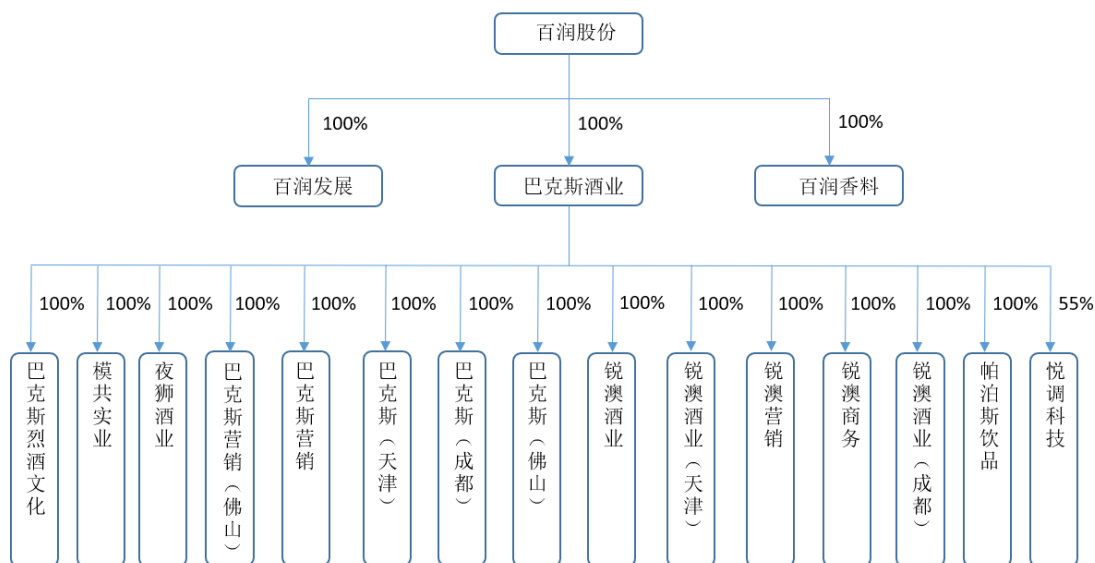 百润股份
100%
100%
100%
百润发展
巴克斯酒业
百润香料
100%
100%
100%
100%
100%
100%
100%
100%
100%
100%
100%
100%
100%
100%
55%
巴克斯烈酒文化
模共实业
夜狮酒业
巴克斯营销（佛山）
巴克斯营销
巴克斯（天津）
巴克斯（成都）
巴克斯（佛山）
锐澳酒业
锐澳酒业（天津）
锐澳营销
锐澳商务
锐澳酒业（成都）
帕泊斯饮品
悦调科技